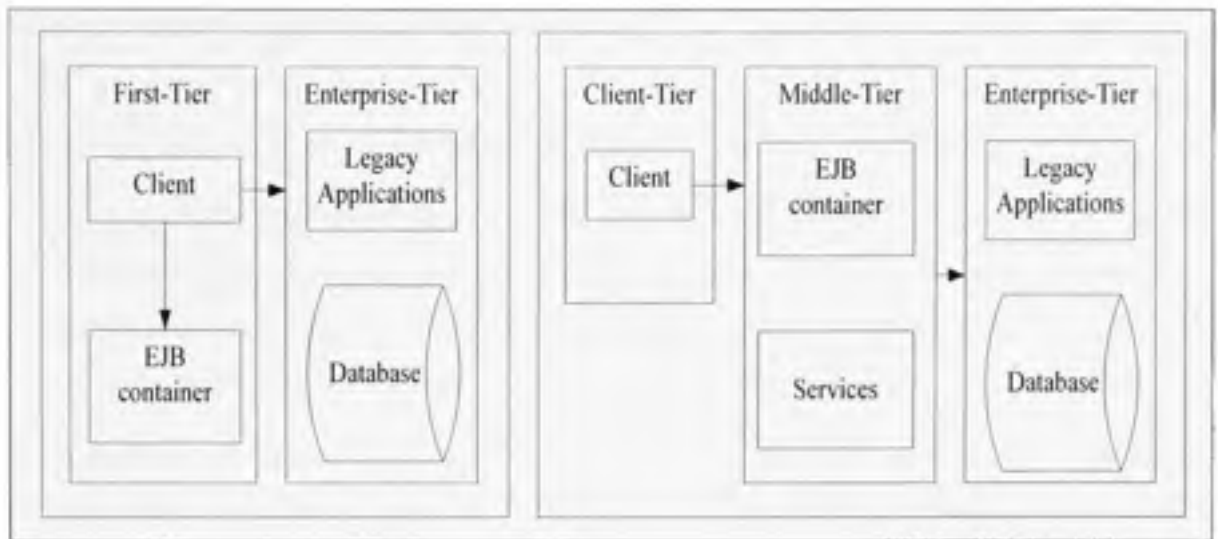 First-Tier
Client
EJB
container
Enterprise-Tier
Legacy
Applications
Database
Client-Tier
Client
Middle-Tier
EJB
container
Services
Enterprise-Tier
Legacy
Applications
Database